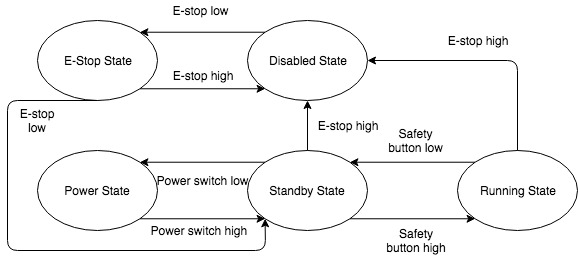 E-stop low
E-stop high
E-Stop State
Disabled State
E-stop high
E-stop
low
E-stop high
Safety
button low
Power State
Power switch low
Standby State
Running State
Power switch high
Safety
button high